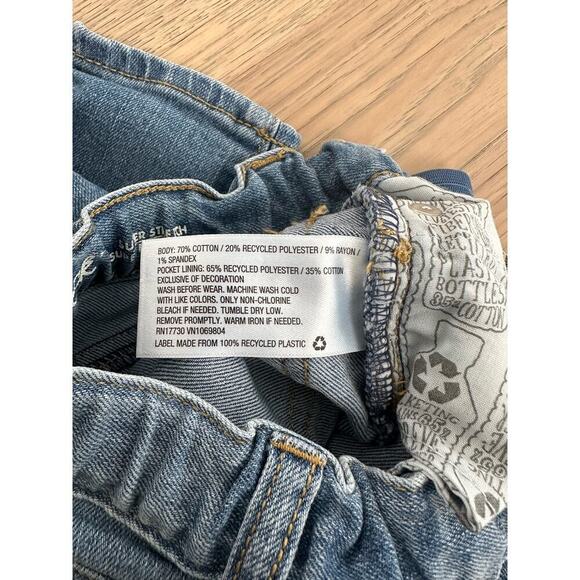 BODY: 70% COTTON / 20% RECYCLED POLYESTER / 9% RAYON /
1% SPANDEX
POCKET LINING: 65% RECYCLED POLYESTER / 35% COTTON
EXCLUSIVE OF DECORATION
WASH BEFORE WEAR. MACHINE WASH COLD
WITH LIKE COLORS. ONLY NON-CHLORINE
BLEACH IF NEEDED. TUMBLE DRY LOW.
REMOVE PROMPTLY. WARM IRON IF NEEDED.
RN17730 VN1069804
LABEL MADE FROM 100% RECYCLED PLASTIC
BOTTLES
COTTON